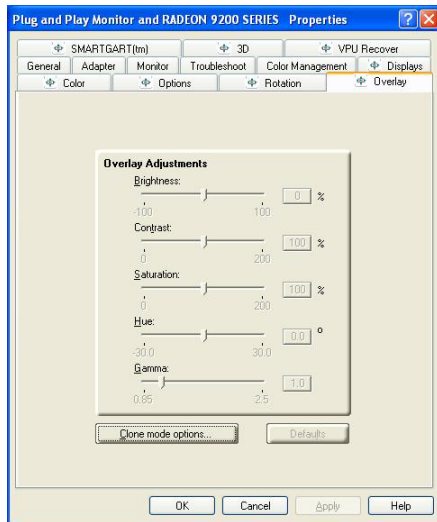 Plug and Play Monitor and RADEON 9200 SERIES Properties
SMARTGART(tm) 3D VPU Recover
General Adapter Monitor Troubleshoot Color Management Displays
Color Options Rotation Overlay
Overlay Adjustments
Brightness:
0 %
-100 100
Contrast:
100 %
0 200
Saturation:
100 %
0 200
Hue:
0.0 °
-30.0 30.0
Gamma:
1.0
0.85 2.5
Clone mode options... Defaults
OK Cancel Apply Help